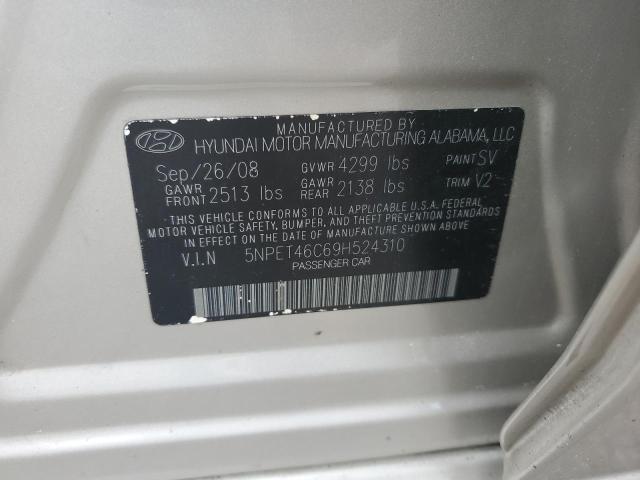 MANUFACTURED BY
HYUNDAI MOTOR MANUFACTURING ALABAMA, LLC
Sep/26/08 GVWR 4299 lbs PAINT SV
GAWR FRONT 2513 lbs GAWR REAR 2138 lbs TRIM V2
THIS VEHICLE CONFORMS TO ALL APPLICABLE U.S.A. FEDERAL
MOTOR VEHICLE SAFETY, BUMPER, AND THEFT PREVENTION STANDARDS
IN EFFECT ON THE DATE OF MANUFACTURE SHOWN ABOVE
V.I.N 5NPET46C69H524310
PASSENGER CAR